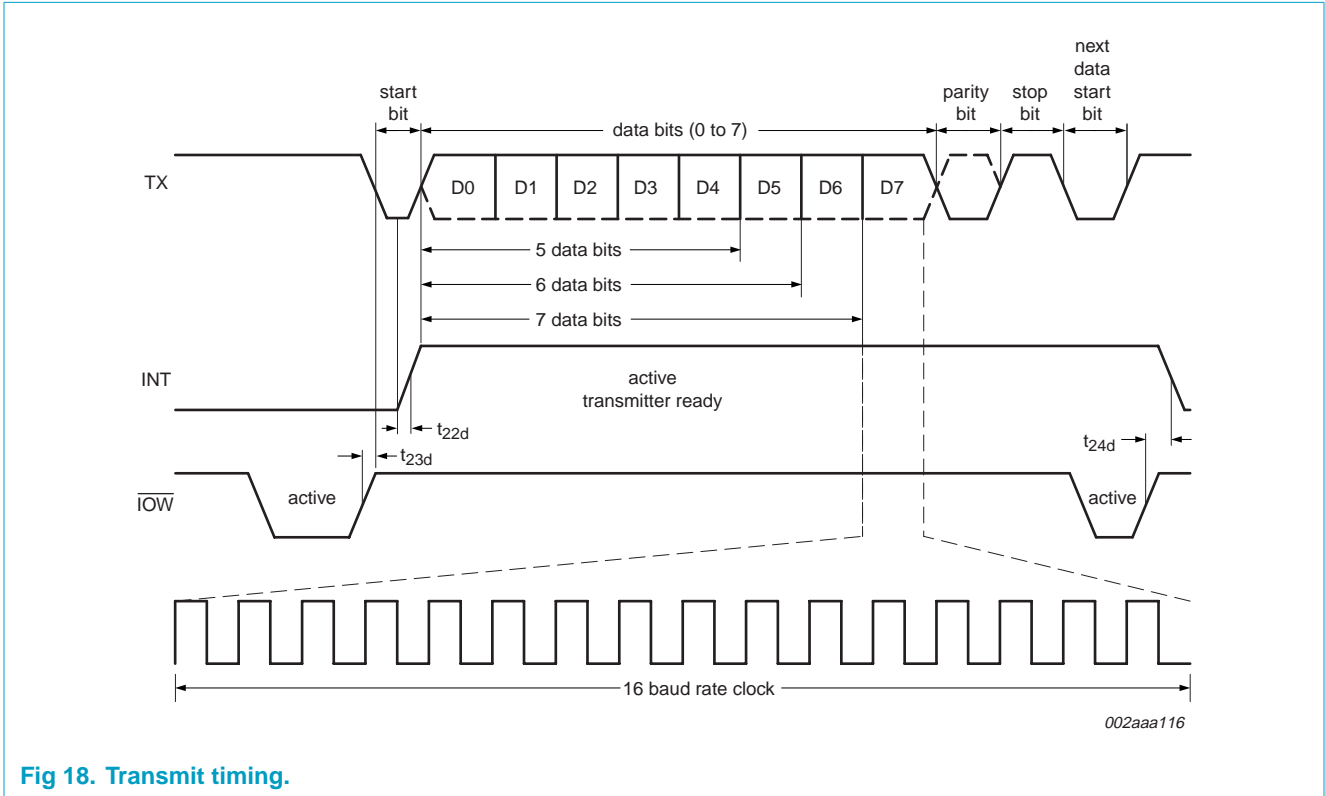 next
data
start
bit
start
bit
parity
bit
stop
bit
data bits (0 to 7)
TX
D0 D1 D2 D3 D4 D5 D6 D7
5 data bits
6 data bits
7 data bits
INT
active
transmitter ready
t22d
t24d
t23d
IOW
active
active
16 baud rate clock
002aaa116
Fig 18. Transmit timing.